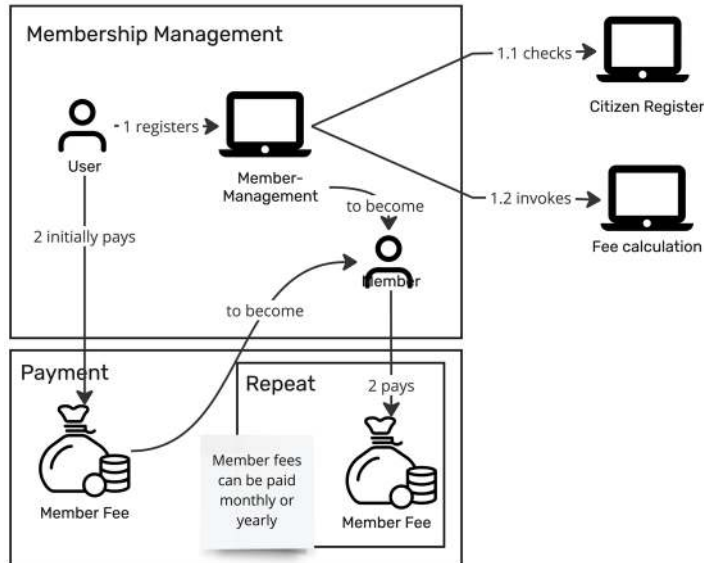 Membership Management
1.1 checks
Citizen Register
1 registers
User
Member-
Management
to become
1.2 invokes
Fee calculation
2 initially pays
Member
to become
Payment
Repeat
2 pays
Member fees
can be paid
monthly or
yearly
Member Fee
Member Fee